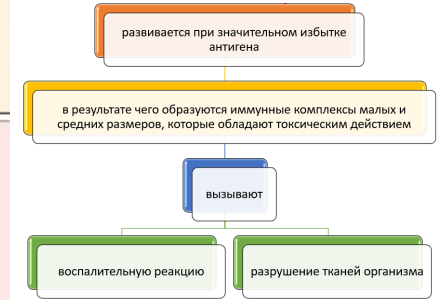 развивается при значительном избытке
антигена
в результате чего образуются иммунные комплексы малых и
средних размеров, которые обладают токсическим действием
вызывают
воспалительную реакцию
разрушение тканей организма